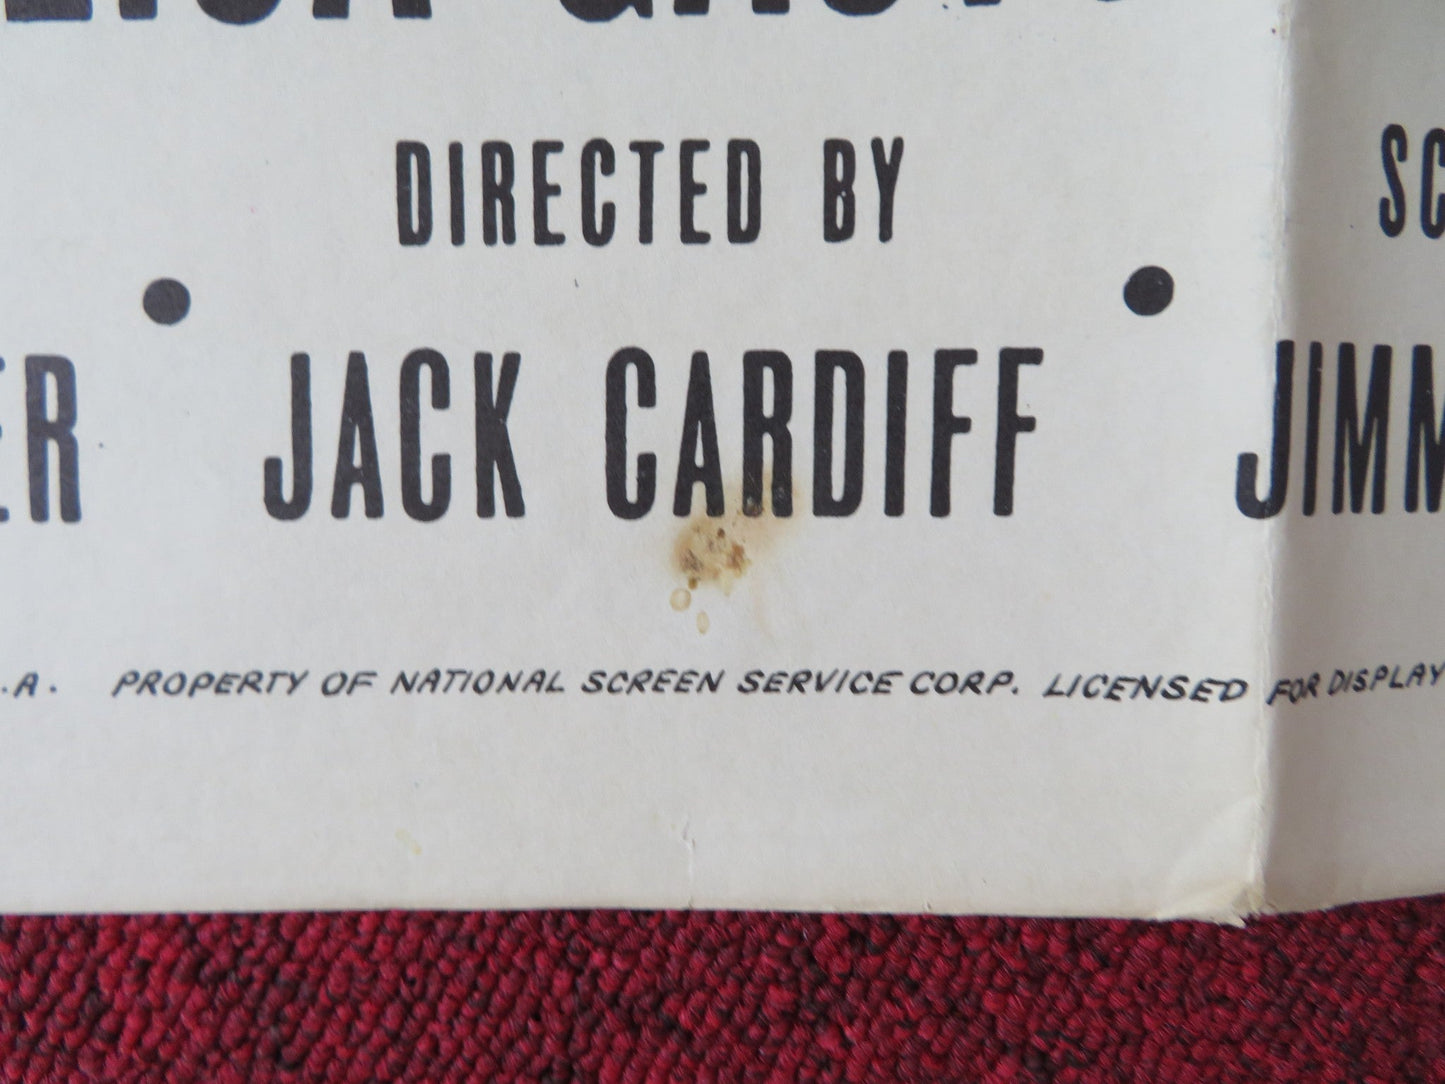 DIRECTED BY
JACK CARDIFF
.A. PROPERTY OF NATIONAL SCREEN SERVICE CORP. LICENSED FOR DISPLAY